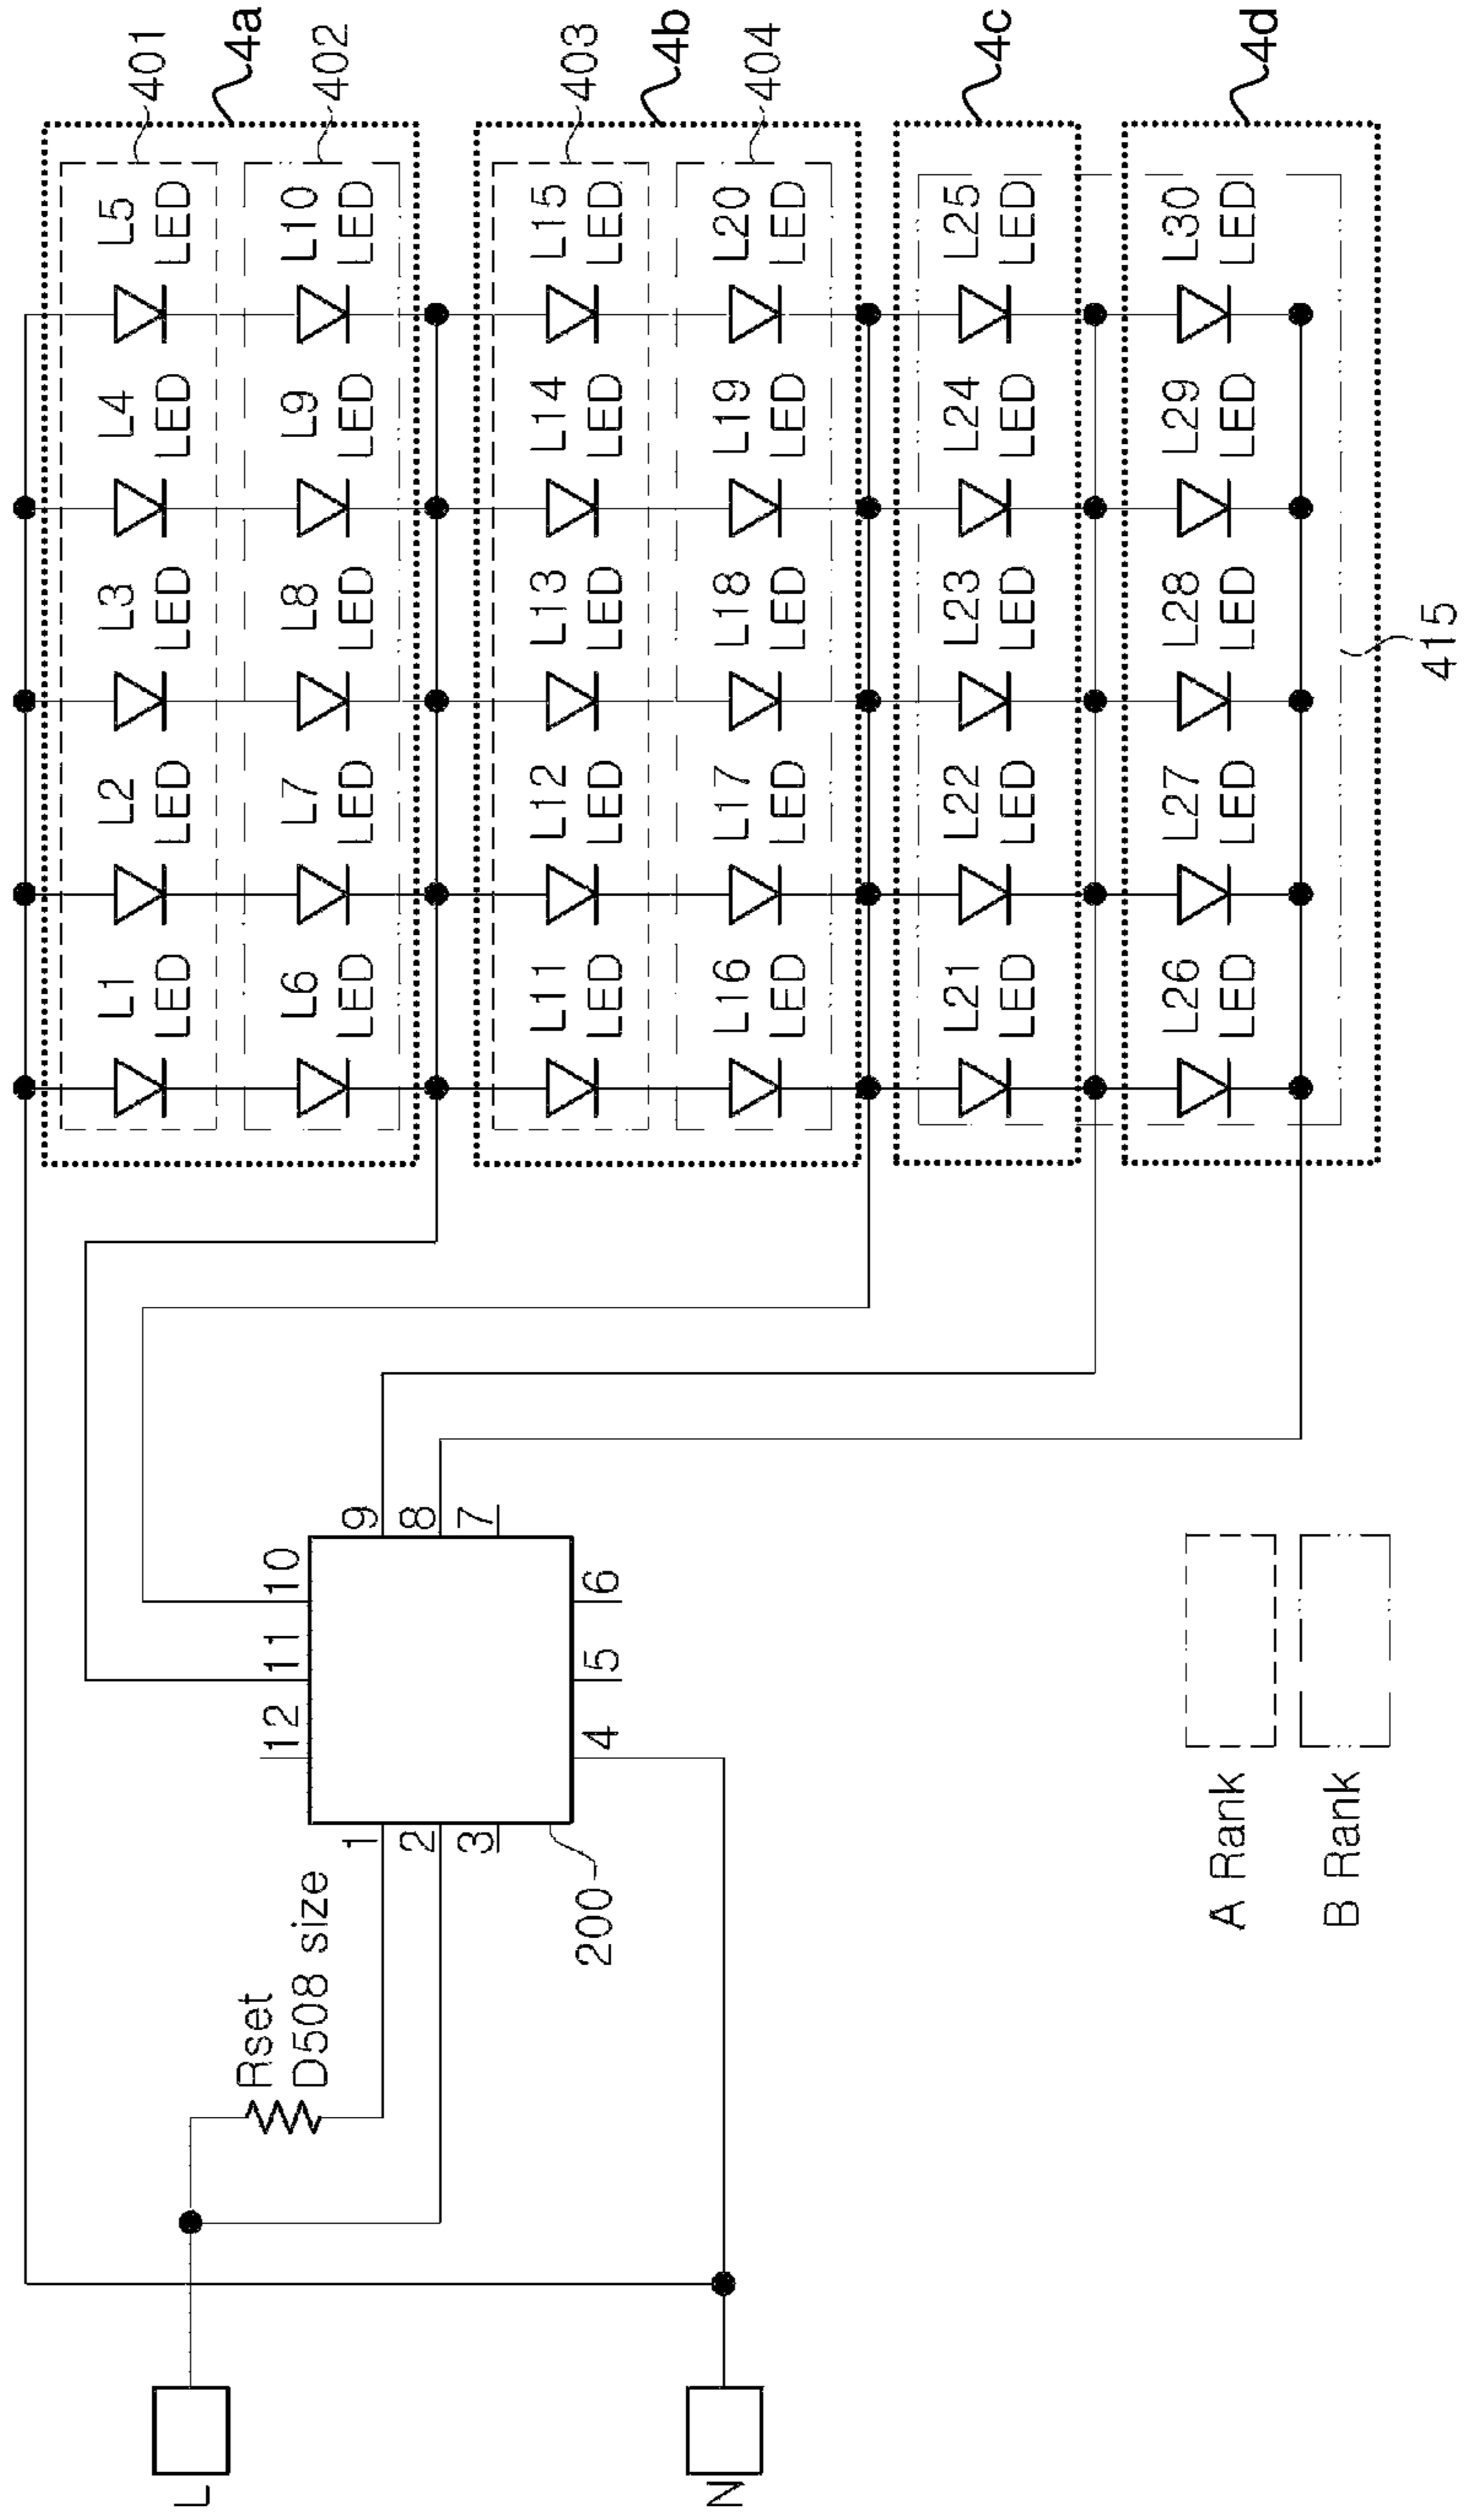 L1
LED
L2
LED
L3
LED
L4
LED
L5
LED
401
4a
L6
LED
L7
LED
L8
LED
L9
LED
L10
LED
402
L11
LED
L12
LED
L13
LED
L14
LED
L15
LED
403
4b
L16
LED
L17
LED
L18
LED
L19
LED
L20
LED
404
L21
LED
L22
LED
L23
LED
L24
LED
L25
LED
4c
L26
LED
L27
LED
L28
LED
L29
LED
L30
LED
4d
415
L
Rset
D508 size
12
11
10
1
2
3
9
8
7
4
5
6
200
N
A Rank
B Rank